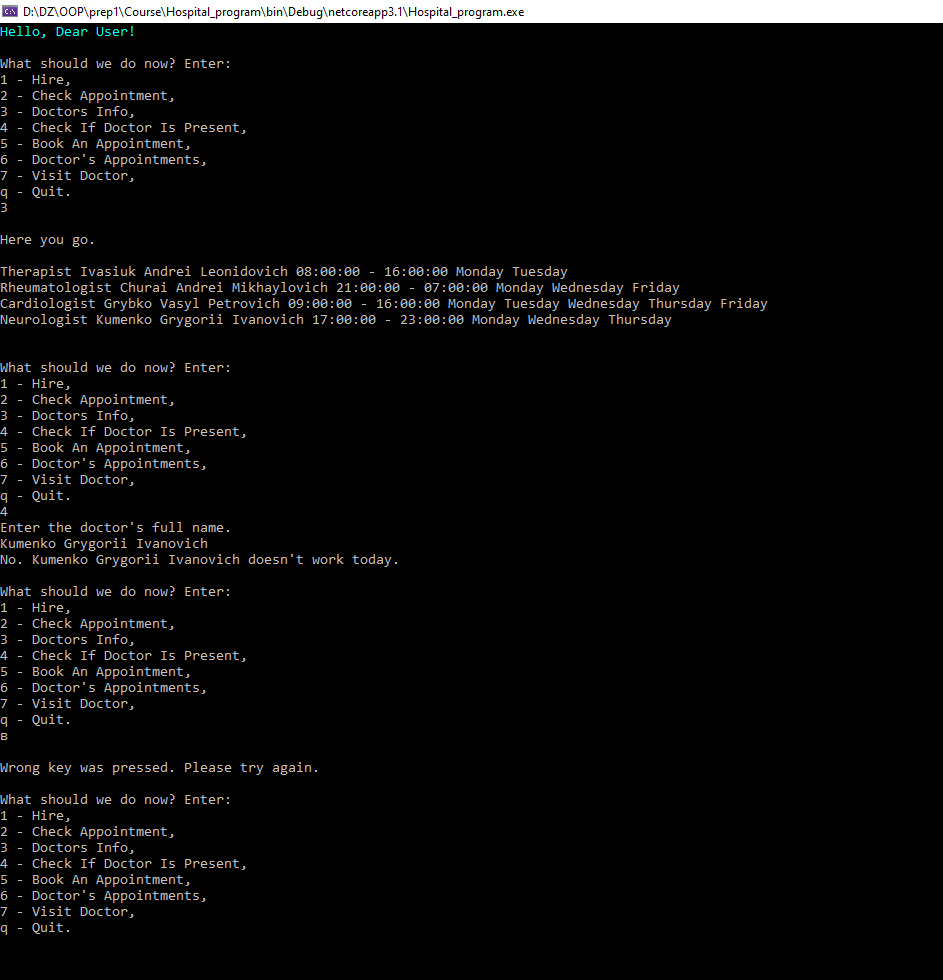 D:\DZ\OOP\prep1\Course\Hospital_program\bin\Debug\netcoreapp3.1\Hospital_program.exe
Hello, Dear User!
What should we do now? Enter:
1 - Hire,
2 - Check Appointment,
3 - Doctors Info,
4 - Check If Doctor Is Present,
5 - Book An Appointment,
6 - Doctor's Appointments,
7 - Visit Doctor,
q - Quit.
3
Here you go.
Therapist Ivasiuk Andrei Leonidovich 08:00:00 - 16:00:00 Monday Tuesday
Rheumatologist Churai Andrei Mikhaylovich 21:00:00 - 07:00:00 Monday Wednesday Friday
Cardiologist Grybko Vasyl Petrovich 09:00:00 - 16:00:00 Monday Tuesday Wednesday Thursday Friday
Neurologist Kumenko Grygorii Ivanovich 17:00:00 - 23:00:00 Monday Wednesday Thursday
What should we do now? Enter:
1 - Hire,
2 - Check Appointment,
3 - Doctors Info,
4 - Check If Doctor Is Present,
5 - Book An Appointment,
6 - Doctor's Appointments,
7 - Visit Doctor,
q - Quit.
4
Enter the doctor's full name.
Kumenko Grygorii Ivanovich
No. Kumenko Grygorii Ivanovich doesn't work today.
What should we do now? Enter:
1 - Hire,
2 - Check Appointment,
3 - Doctors Info,
4 - Check If Doctor Is Present,
5 - Book An Appointment,
6 - Doctor's Appointments,
7 - Visit Doctor,
q - Quit.
в
Wrong key was pressed. Please try again.
What should we do now? Enter:
1 - Hire,
2 - Check Appointment,
3 - Doctors Info,
4 - Check If Doctor Is Present,
5 - Book An Appointment,
6 - Doctor's Appointments,
7 - Visit Doctor,
q - Quit.